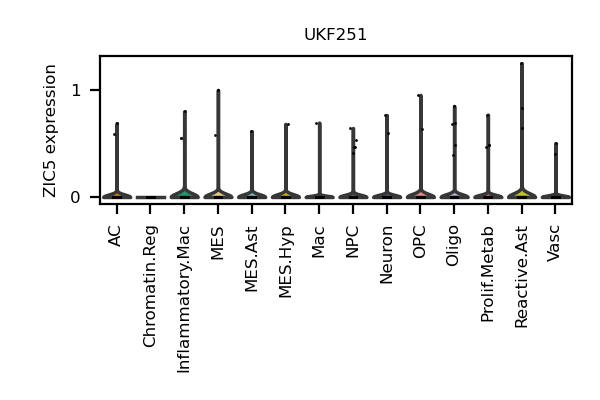 UKF251
ZIC5 expression
1
0
AC
Chromatin.Reg
Inflammatory.Mac
MES
MES.Ast
MES.Hyp
Mac
NPC
Neuron
OPC
Oligo
Prolif.Metab
Reactive.Ast
Vasc